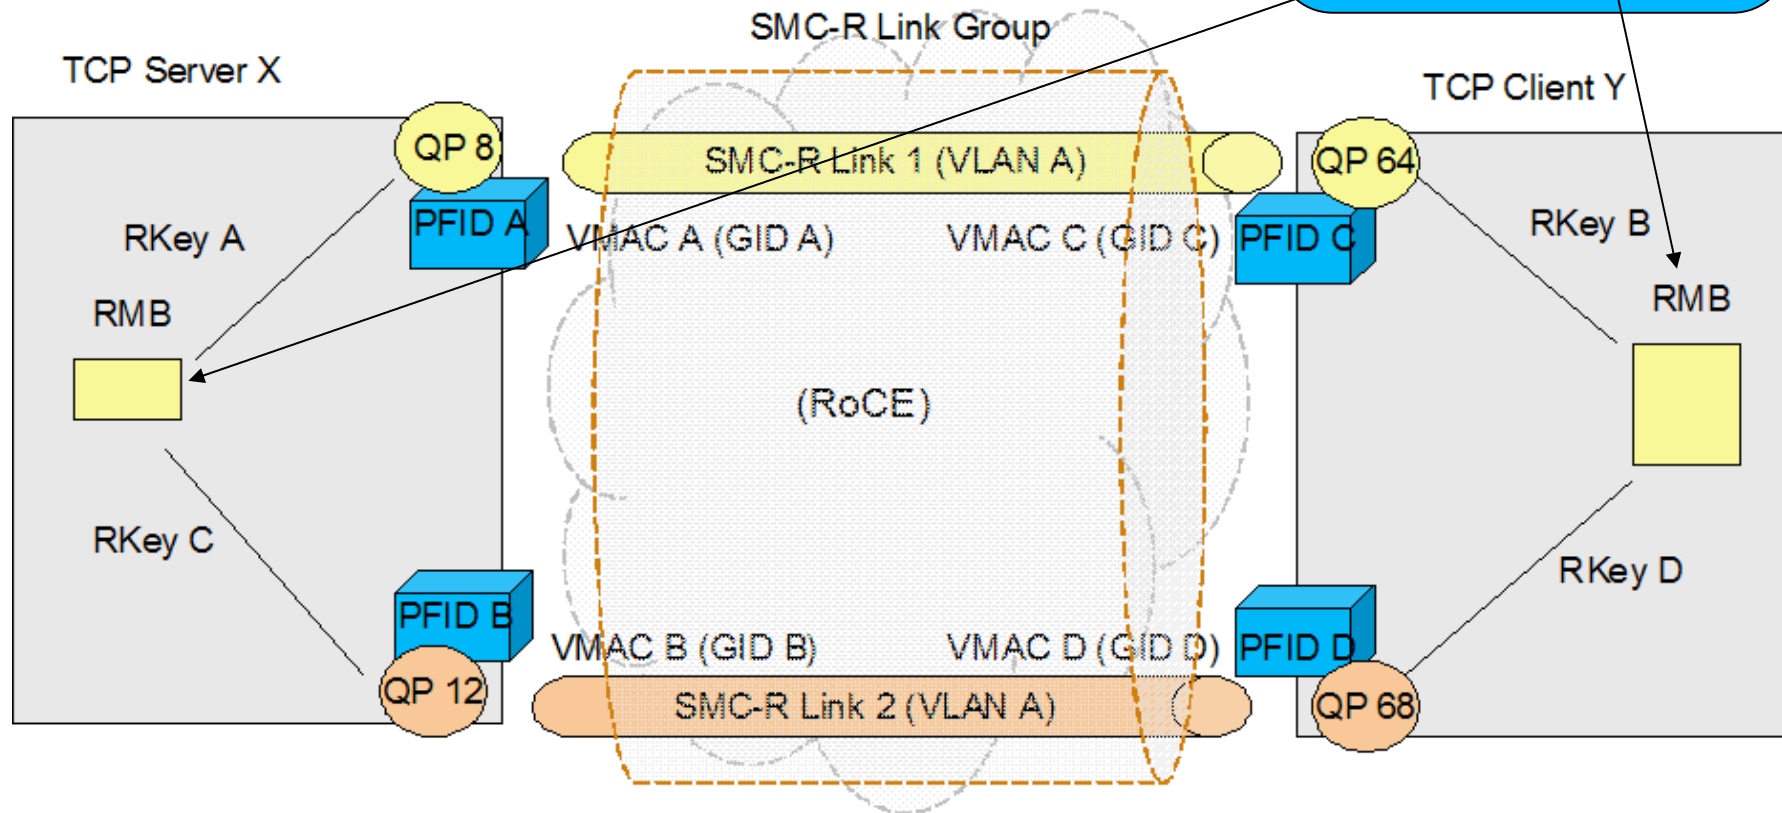 SMC-R Link Group
TCP Server X
TCP Client Y
QP 8
SMC-R Link 1 (VLAN A)
QP 64
PFID A
VMAC A (GID A)
VMAC C (GID C)
PFID C
RKey A
RKey B
RMB
RMB
(RoCE)
RKey C
RKey D
PFID B
VMAC B (GID B)
VMAC D (GID D)
PFID D
QP 12
SMC-R Link 2 (VLAN A)
QP 68